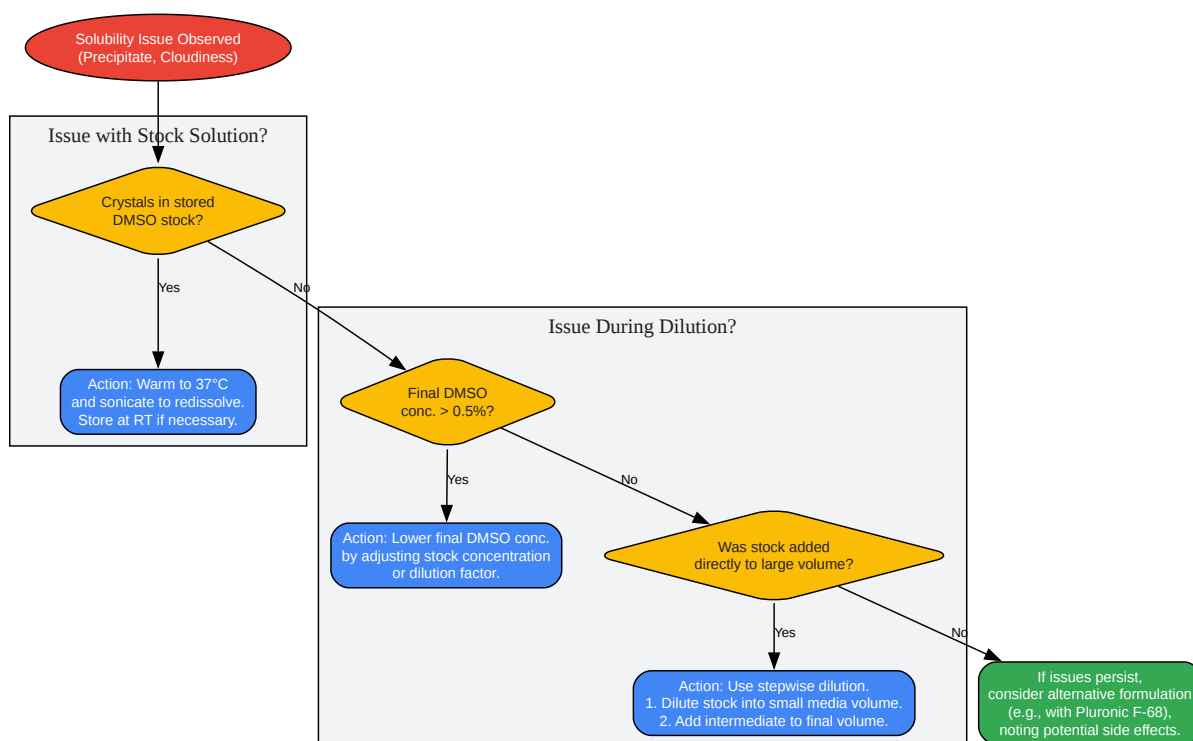 Solubility Issue Observed
(Precipitate, Cloudiness)
Issue with Stock Solution?
Crystals in stored
DMSO stock?
Yes
No
Action: Warm to 37°C
and sonicate to redissolve.
Store at RT if necessary.
Issue During Dilution?
Final DMSO
conc. > 0.5%?
Yes
No
Action: Lower final DMSO conc.
by adjusting stock concentration
or dilution factor.
Was stock added
directly to large volume?
Yes
No
Action: Use stepwise dilution.
1. Dilute stock into small media volume.
2. Add intermediate to final volume.
If issues persist,
consider alternative formulation
(e.g., with Pluronic F-68),
noting potential side effects.